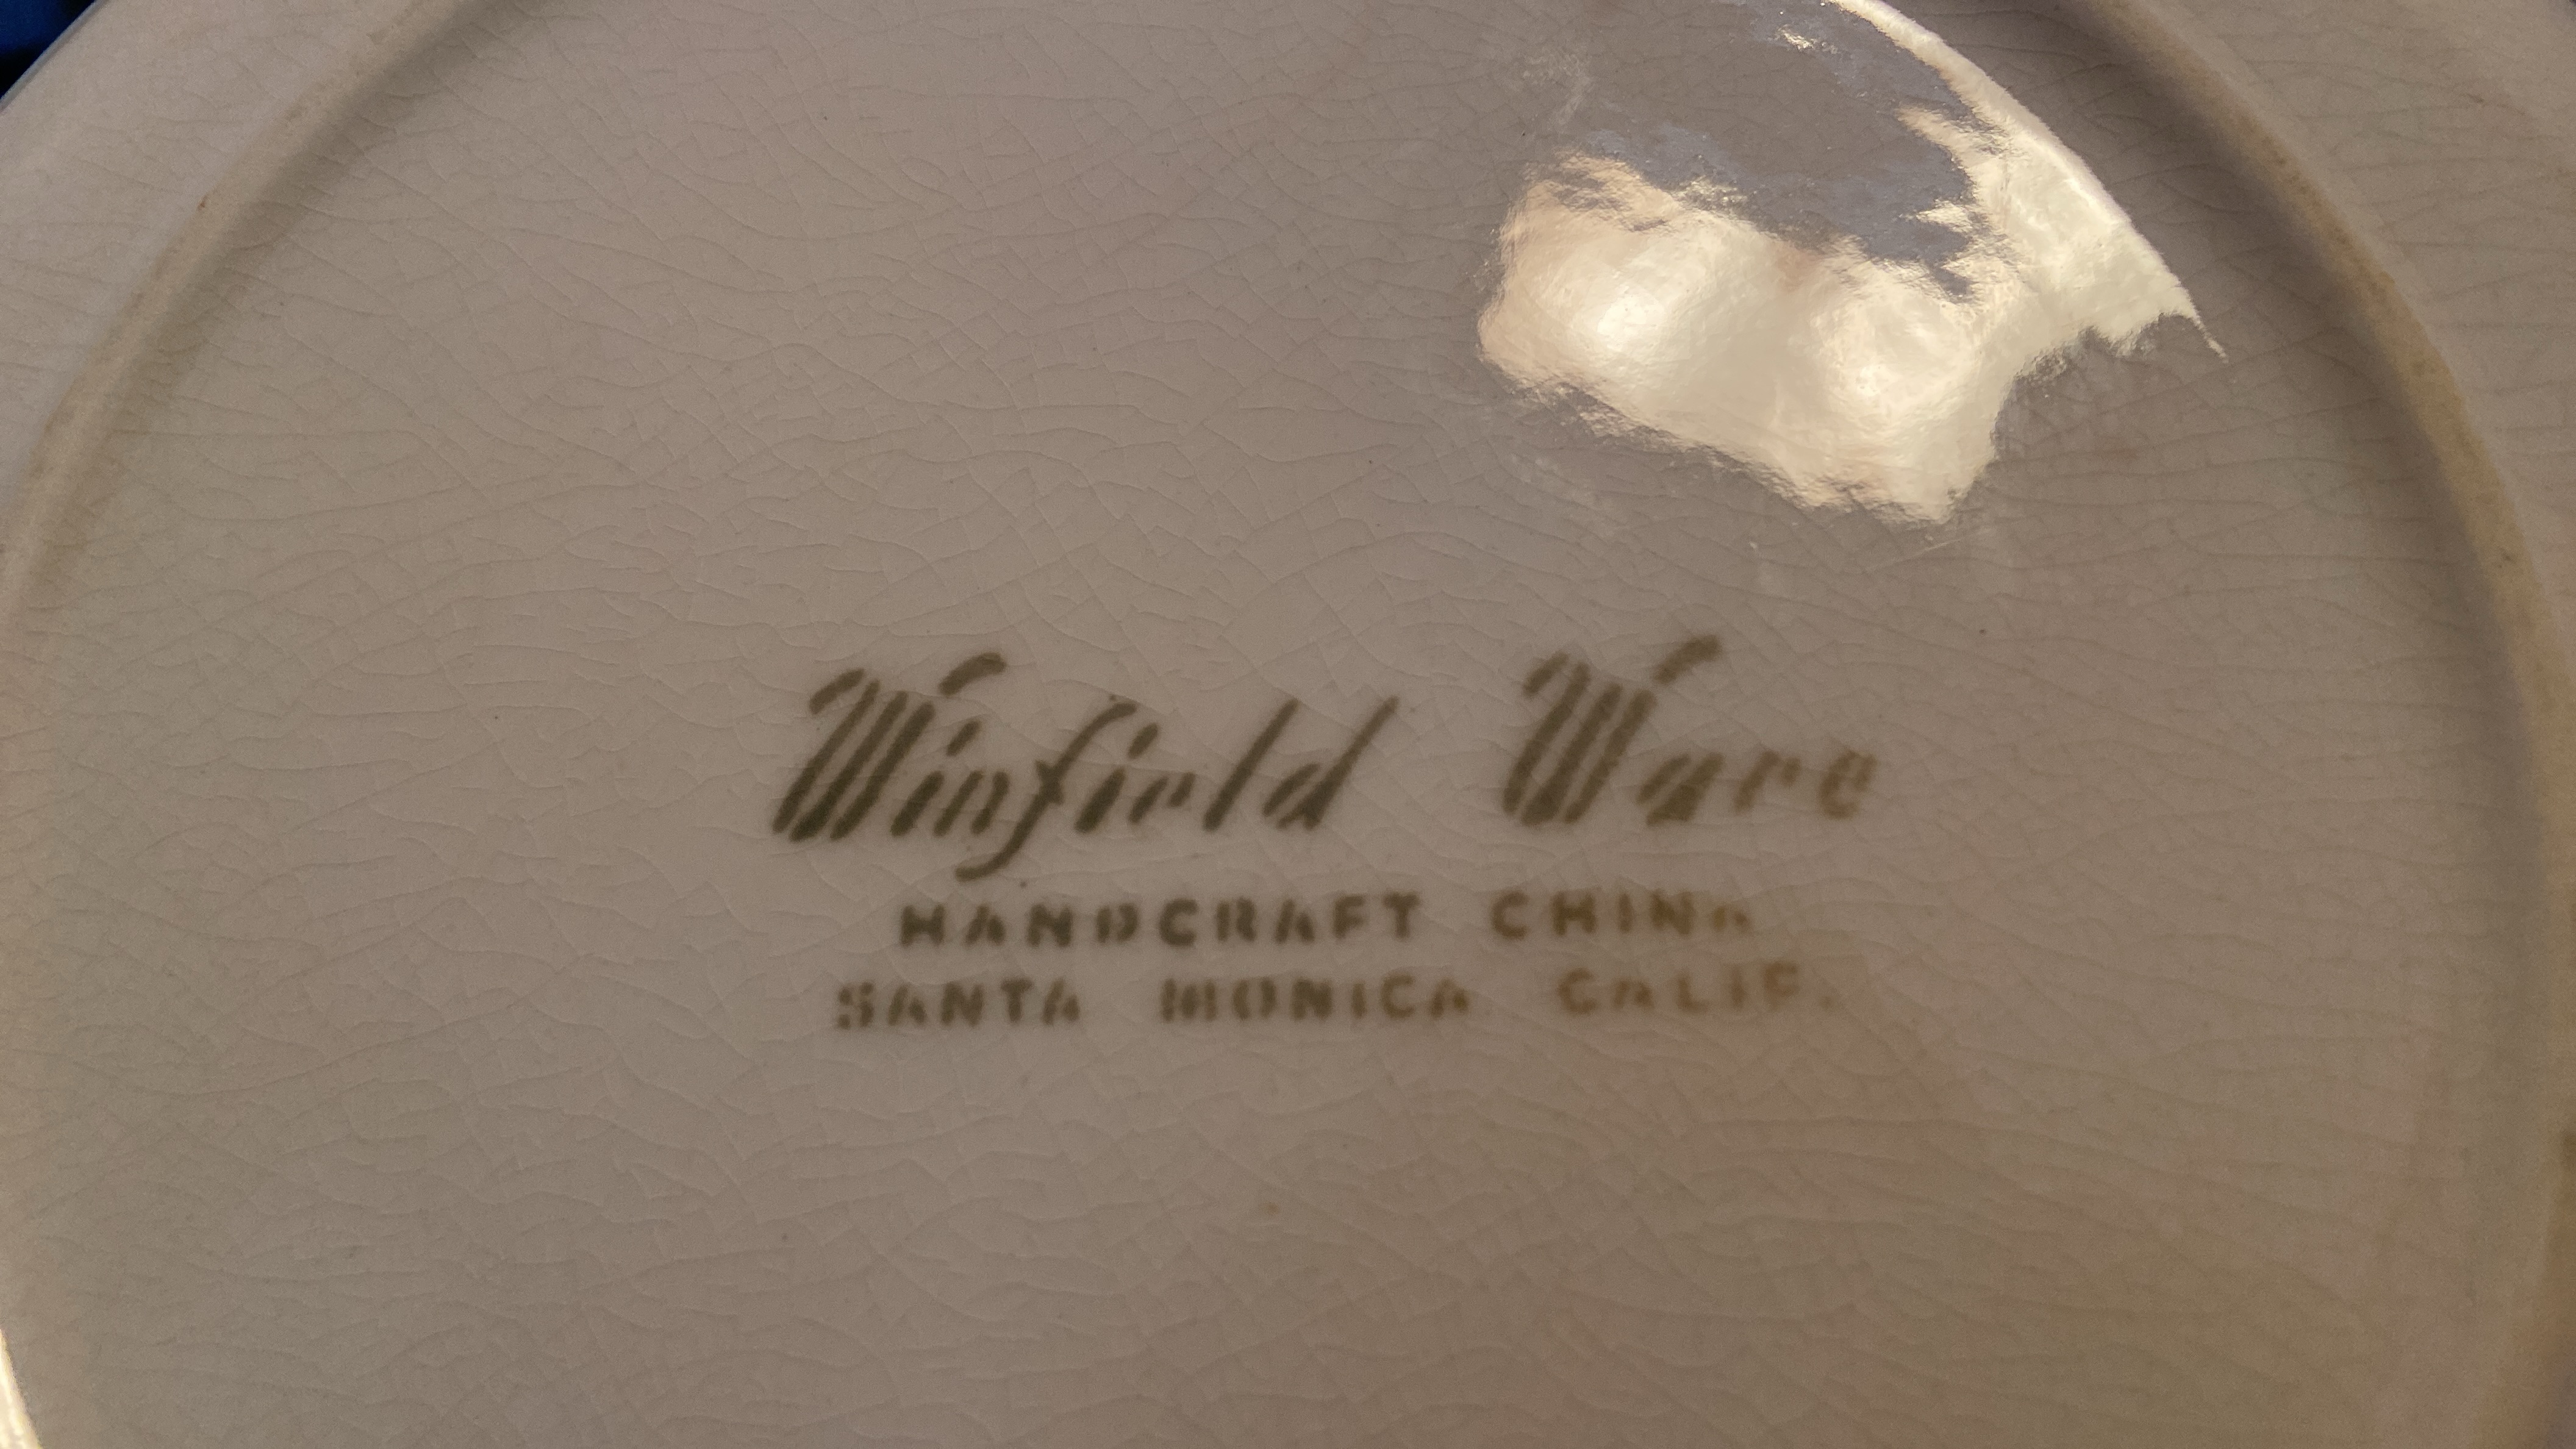 Winfield Ware
HANDCRAFT CHINA
SANTA MONICA CALIF.